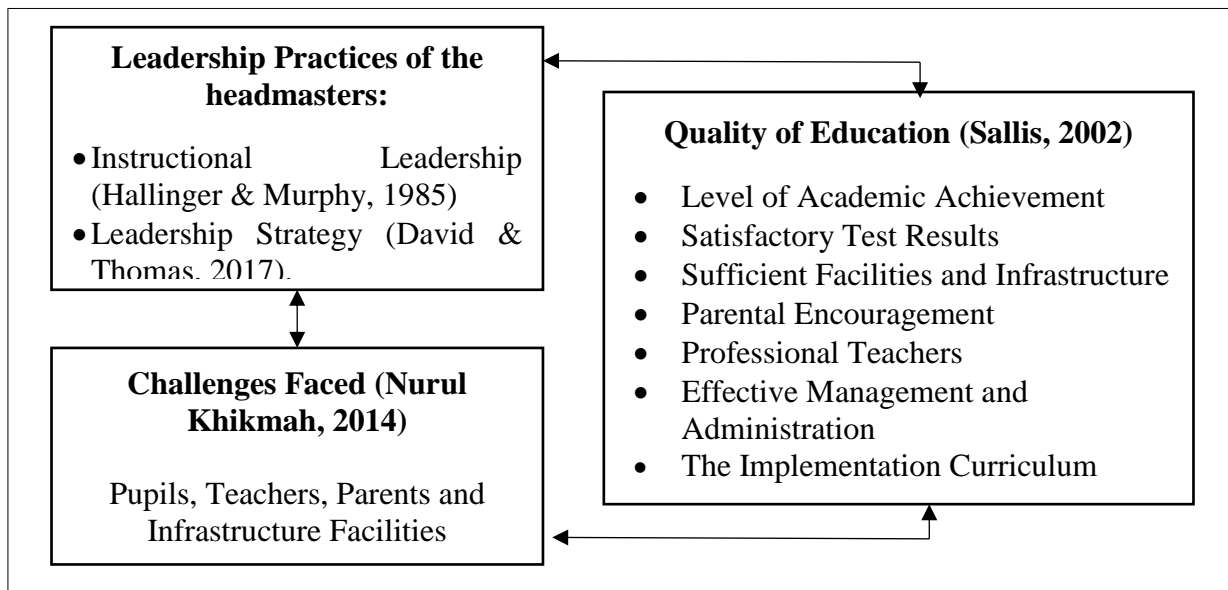 Leadership Practices of the
headmasters:
• Instructional Leadership
(Hallinger & Murphy, 1985)
• Leadership Strategy (David &
Thomas, 2017).
Challenges Faced (Nurul
Khikmah, 2014)
Pupils, Teachers, Parents and
Infrastructure Facilities
Quality of Education (Sallis, 2002)
• Level of Academic Achievement
• Satisfactory Test Results
• Sufficient Facilities and Infrastructure
• Parental Encouragement
• Professional Teachers
• Effective Management and
Administration
• The Implementation Curriculum